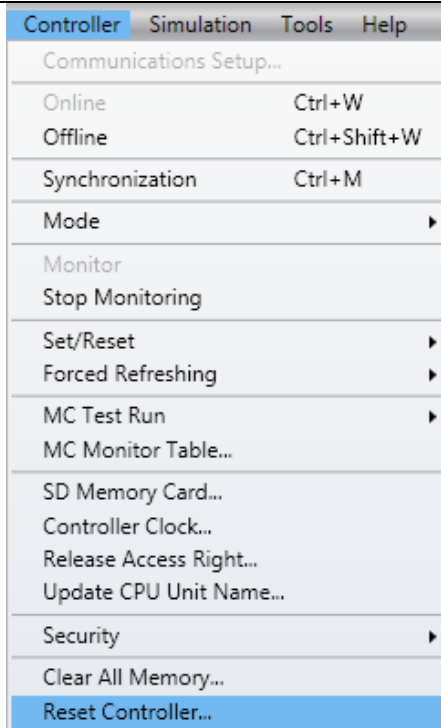 Controller Simulation Tools Help
Communications Setup...
Online Ctrl+W
Offline Ctrl+Shift+W
Synchronization Ctrl+M
Mode
Monitor
Stop Monitoring
Set/Reset
Forced Refreshing
MC Test Run
MC Monitor Table...
SD Memory Card...
Controller Clock...
Release Access Right...
Update CPU Unit Name...
Security
Clear All Memory...
Reset Controller...